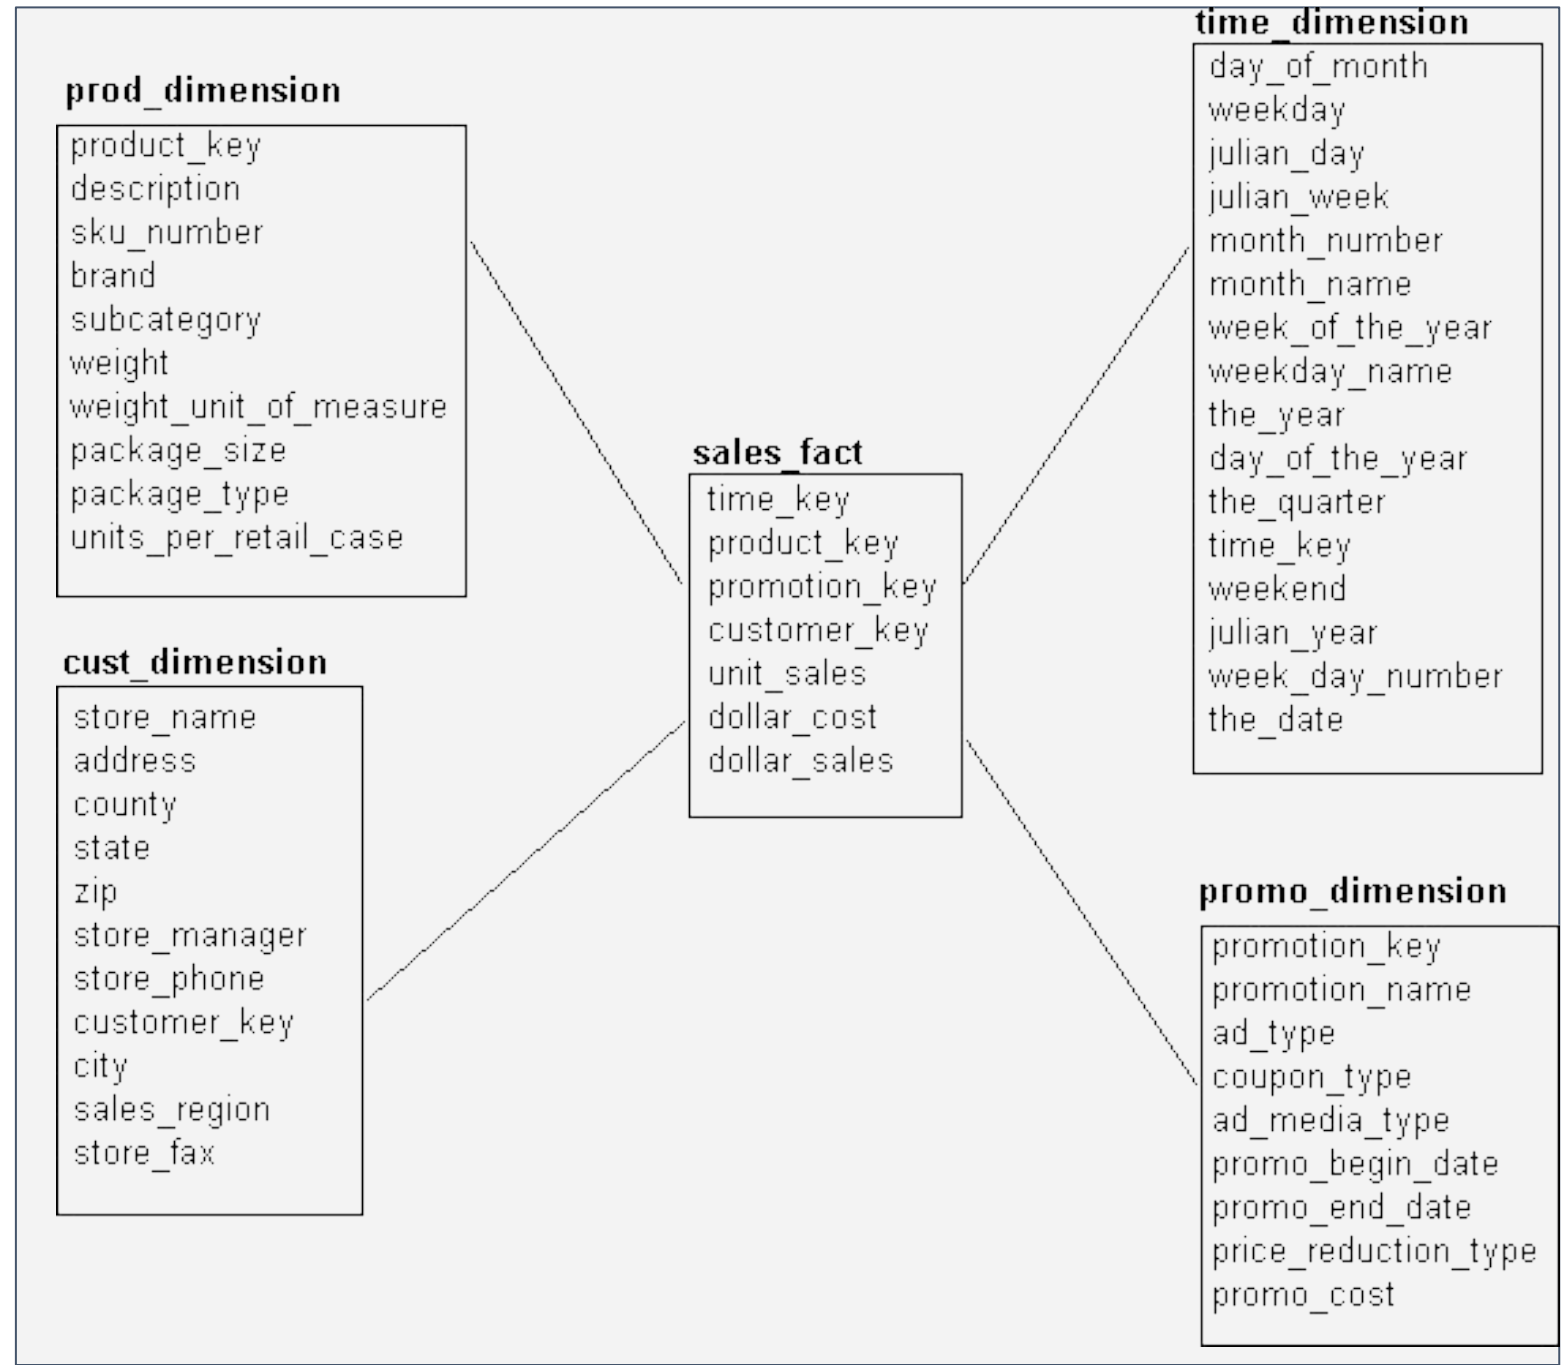 prod_dimension
product_key
description
sku_number
brand
subcategory
weight
weight_unit_of_measure
package_size
package_type
units_per_retail_case
cust_dimension
store_name
address
county
state
zip
store_manager
store_phone
customer_key
city
sales_region
store_fax
sales_fact
time_key
product_key
promotion_key
customer_key
unit_sales
dollar_cost
dollar_sales
time_dimension
day_of_month
weekday
julian_day
julian_week
month_number
month_name
week_of_the_year
weekday_name
the_year
day_of_the_year
the_quarter
time_key
weekend
julian_year
week_day_number
the_date
promo_dimension
promotion_key
promotion_name
ad_type
coupon_type
ad_media_type
promo_begin_date
promo_end_date
price_reduction_type
promo_cost